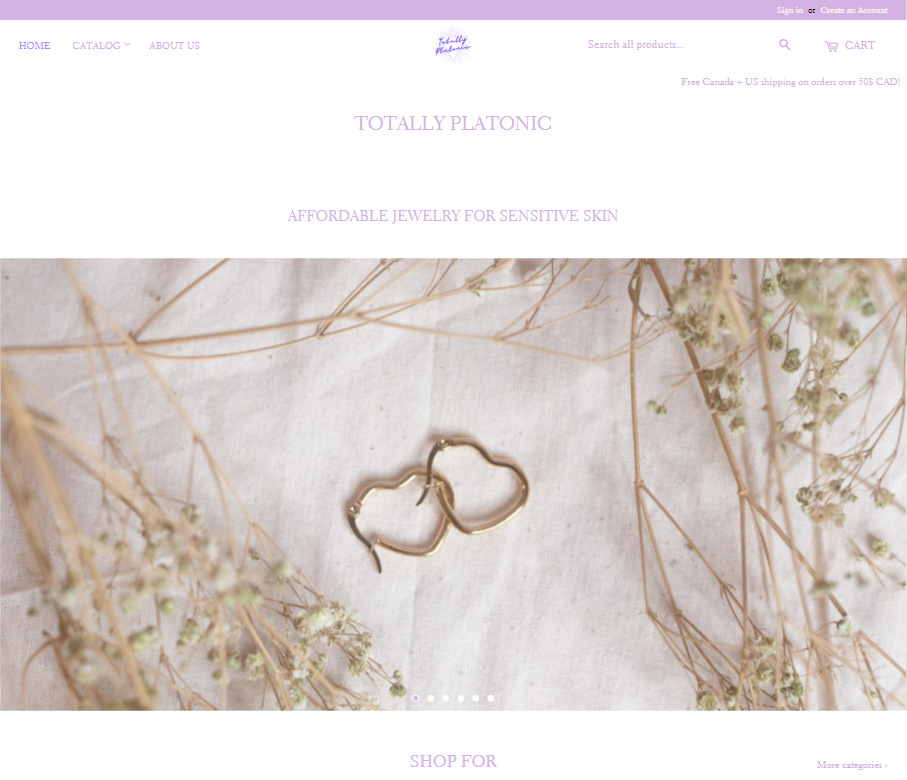 Sign in or Create an Account
HOME CATALOG ABOUT US
Totally
Platonic
Search all products...
CART
Free Canada + US shipping on orders over 50$ CAD!
TOTALLY PLATONIC
AFFORDABLE JEWELRY FOR SENSITIVE SKIN
SHOP FOR
More categories ›